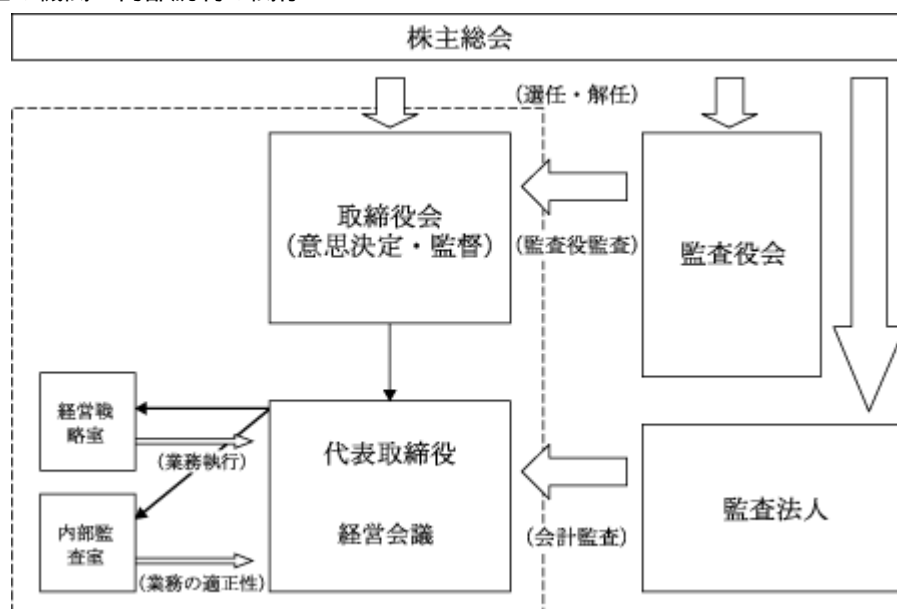 株主総会
(選任・解任)
取締役会
(意思決定・監督)
(監査役監査)
監査役会
経営戦
略室
(業務執行)
代表取締役
経営会議
(会計監査)
監査法人
内部監
査室
(業務の適正性)